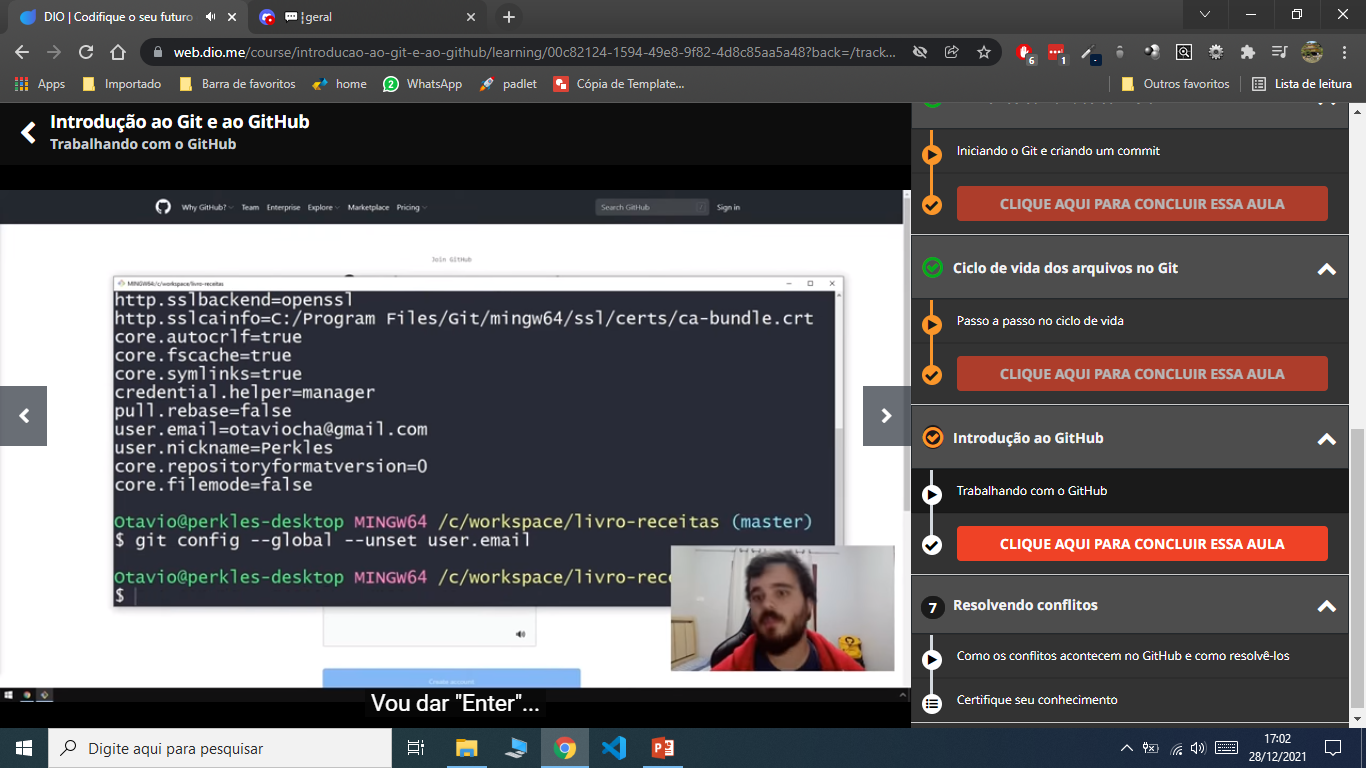 DIO | Codifique o seu futuro
geral
web.dio.me/course/introducao-ao-git-e-ao-github/learning/00c82124-1594-49e8-9f82-4d8c85aa5a48?back=/track...
6
1
Apps
Importado
Barra de favoritos
home
WhatsApp
padlet
Cópia de Template...
Outros favoritos
Lista de leitura
Introdução ao Git e ao GitHub
Trabalhando com o GitHub
Why GitHub?
Team
Enterprise
Explore
Marketplace
Pricing
Search GitHub
/
Sign in
Join GitHub
MINGW64:/c/workspace/livro-receitas
http.sslbackend=openssl
http.sslcainfo=C:/Program Files/Git/mingw64/ssl/certs/ca-bundle.crt
core.autocrlf=true
core.fscache=true
core.symlinks=true
credential.helper=manager
pull.rebase=false
user.email=otaviocha@gmail.com
user.nickname=Perkles
core.repositoryformatversion=0
core.filemode=false
Otavio@perkles-desktop MINGW64 /c/workspace/livro-receitas (master)
$ git config --global --unset user.email
Otavio@perkles-desktop MINGW64 /c/workspace/livro-rece
$
Create account
Vou dar "Enter"...
Iniciando o Git e criando um commit
CLIQUE AQUI PARA CONCLUIR ESSA AULA
Ciclo de vida dos arquivos no Git
Passo a passo no ciclo de vida
CLIQUE AQUI PARA CONCLUIR ESSA AULA
Introdução ao GitHub
Trabalhando com o GitHub
CLIQUE AQUI PARA CONCLUIR ESSA AULA
7 Resolvendo conflitos
Como os conflitos acontecem no GitHub e como resolvê-los
Certifique seu conhecimento
Digite aqui para pesquisar
17:02
28/12/2021